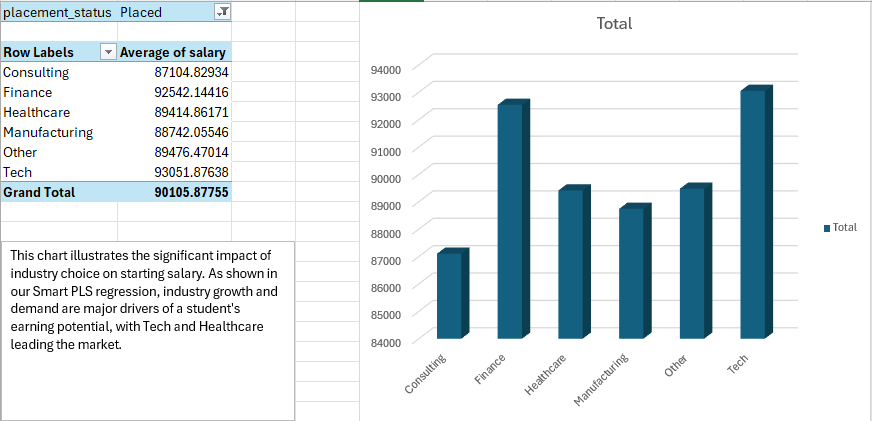 placement_status Placed
Row Labels Average of salary
Consulting 87104.82934
Finance 92542.14416
Healthcare 89414.86171
Manufacturing 88742.05546
Other 89476.47014
Tech 93051.87638
Grand Total 90105.87755
This chart illustrates the significant impact of
industry choice on starting salary. As shown in
our Smart PLS regression, industry growth and
demand are major drivers of a student's
earning potential, with Tech and Healthcare
leading the market.
Total
94000
93000
92000
91000
90000
89000
88000
87000
86000
85000
84000
Consulting
Finance
Healthcare
Manufacturing
Other
Tech
Total